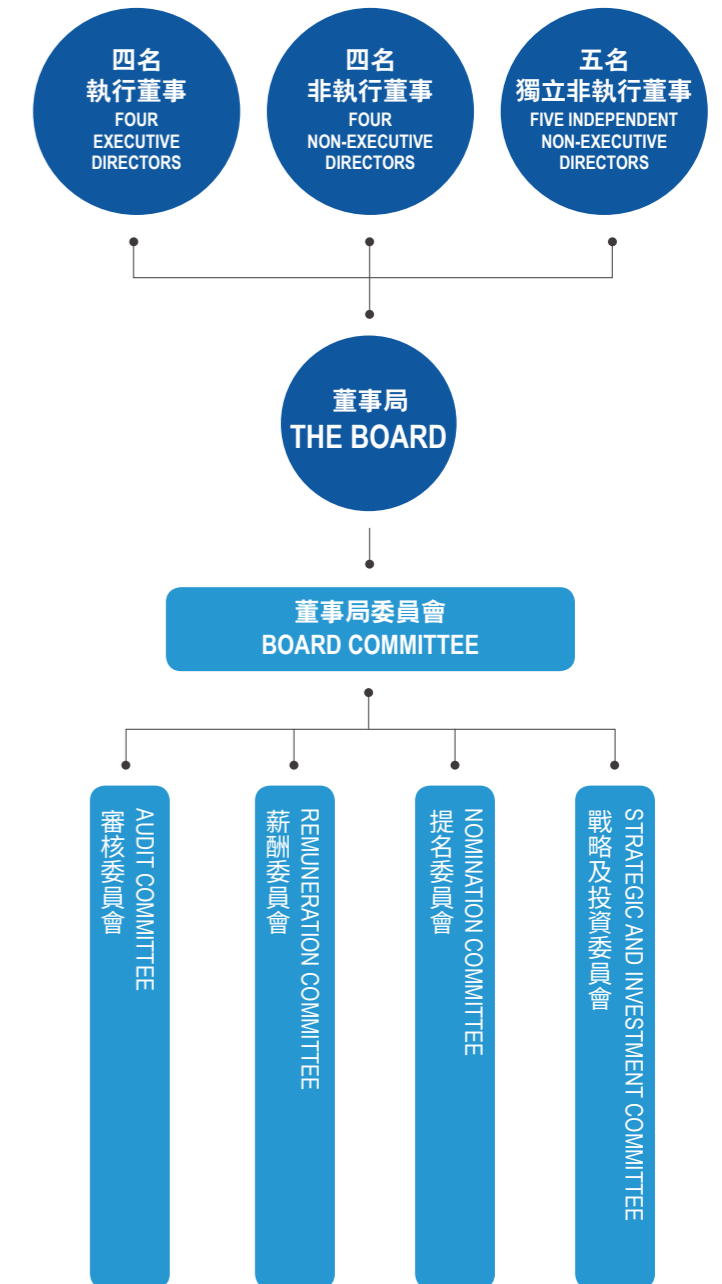 四名
執行董事
FOUR
EXECUTIVE
DIRECTORS
四名
非執行董事
FOUR
NON-EXECUTIVE
DIRECTORS
五名
獨立非執行董事
FIVE INDEPENDENT
NON-EXECUTIVE
DIRECTORS
董事局
THE BOARD
董事局委員會
BOARD COMMITTEE
審核委員會
AUDIT COMMITTEE
薪酬委員會
REMUNERATION COMMITTEE
提名委員會
NOMINATION COMMITTEE
戰略及投資委員會
STRATEGIC AND INVESTMENT COMMITTEE